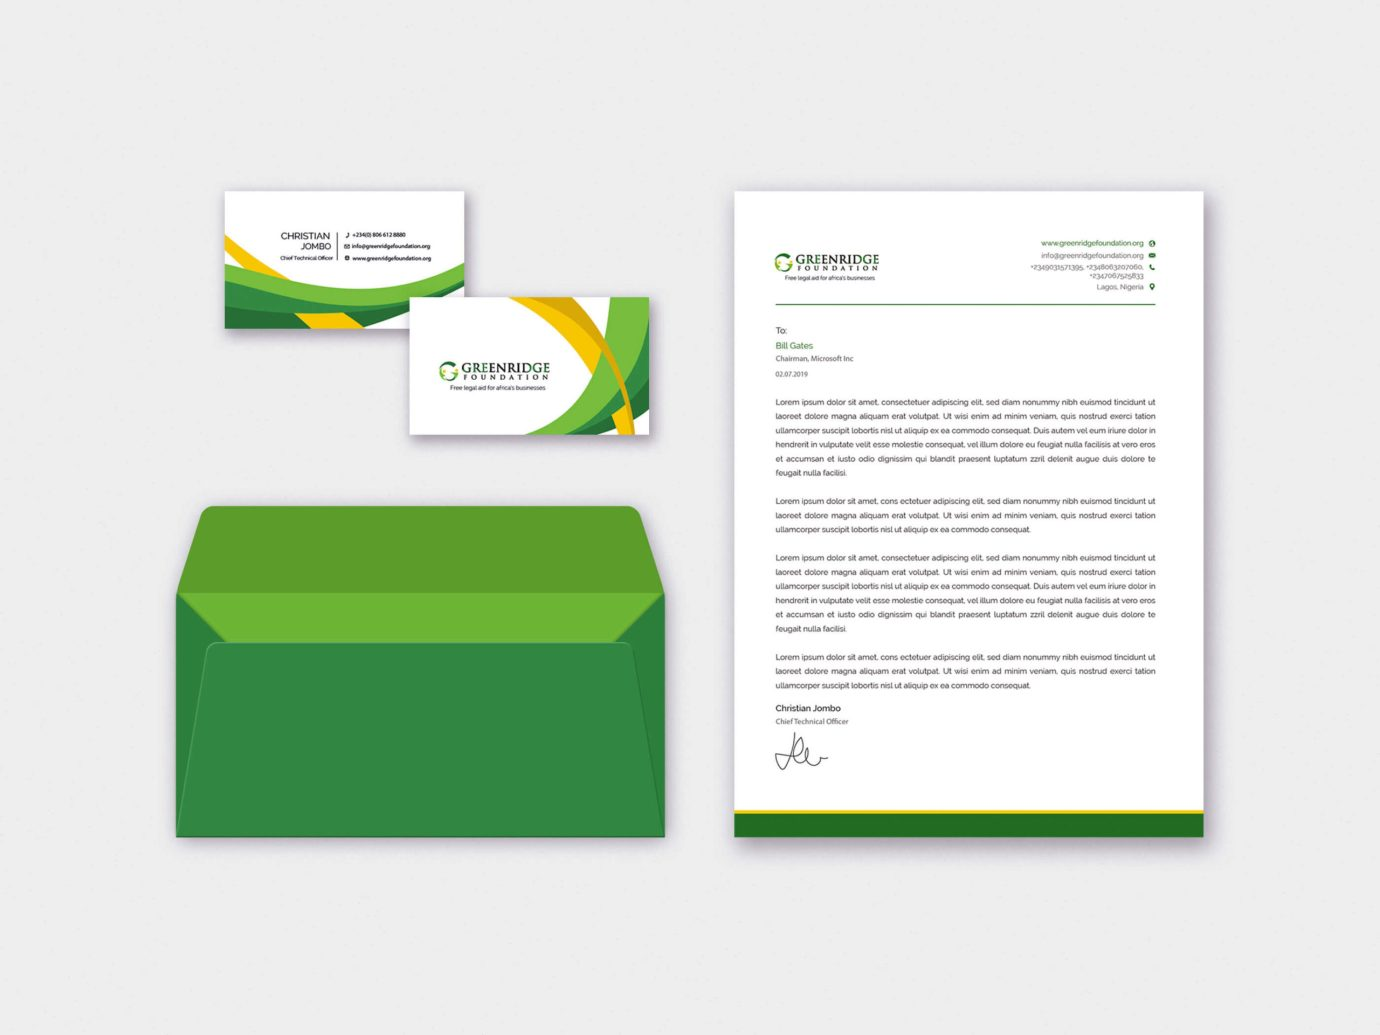 CHRISTIAN
JOMBO
Chief Technical Officer
+234(0) 806 612 8880
info@greenridgefoundation.org
www.greenridgefoundation.org
GREENRIDGE
FOUNDATION
Free legal aid for africa's businesses
GREENRIDGE
FOUNDATION
Free legal aid for africa's businesses
www.greenridgefoundation.org
info@greenridgefoundation.org
+2349031571395, +2348063207060,
+2347067525833
Lagos, Nigeria
To:
Bill Gates
Chairman, Microsoft Inc
02.07.2019
Lorem ipsum dolor sit amet, consectetuer adipiscing elit, sed diam nonummy nibh euismod tincidunt ut
laoreet dolore magna aliquam erat volutpat. Ut wisi enim ad minim veniam, quis nostrud exerci tation
ullamcorper suscipit lobortis nisl ut aliquip ex ea commodo consequat. Duis autem vel eum iriure dolor in
hendrerit in vulputate velit esse molestie consequat, vel illum dolore eu feugiat nulla facilisis at vero eros
et accumsan et iusto odio dignissim qui blandit praesent luptatum zzril delenit augue duis dolore te
feugait nulla facilisi.
Lorem ipsum dolor sit amet, cons ectetuer adipiscing elit, sed diam nonummy nibh euismod tincidunt ut
laoreet dolore magna aliquam erat volutpat. Ut wisi enim ad minim veniam, quis nostrud exerci tation
ullamcorper suscipit lobortis nisl ut aliquip ex ea commodo consequat.
Lorem ipsum dolor sit amet, consectetuer adipiscing elit, sed diam nonummy nibh euismod tincidunt ut
laoreet dolore magna aliquam erat volutpat. Ut wisi enim ad minim veniam, quis nostrud exerci tation
ullamcorper suscipit lobortis nisl ut aliquip ex ea commodo consequat. Duis autem vel eum iriure dolor in
hendrerit in vulputate velit esse molestie consequat, vel illum dolore eu feugiat nulla facilisis at vero eros
et accumsan et iusto odio dignissim qui blandit praesent luptatum zzril delenit augue duis dolore te
feugait nulla facilisi.
Lorem ipsum dolor sit amet, cons ectetuer adipiscing elit, sed diam nonummy nibh euismod tincidunt ut
laoreet dolore magna aliquam erat volutpat. Ut wisi enim ad minim veniam, quis nostrud exerci tation
ullamcorper suscipit lobortis nisl ut aliquip ex ea commodo consequat.
Christian Jombo
Chief Technical Officer